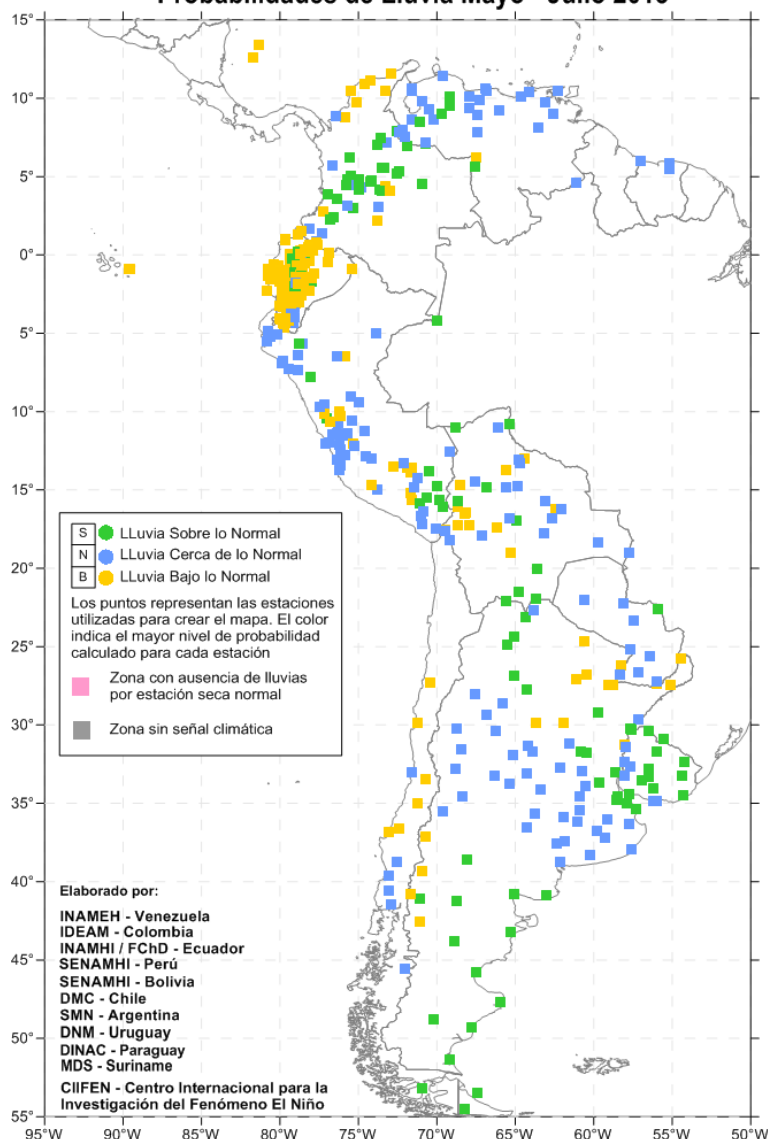 15°
10°
5°
0°
5°
10°
15°
20°
25°
30°
35°
40°
45°
50°
55°
S LLuvia Sobre lo Normal
N LLuvia Cerca de lo Normal
B LLuvia Bajo lo Normal
Los puntos representan las estaciones
utilizadas para crear el mapa. El color
indica el mayor nivel de probabilidad
calculado para cada estación
Zona con ausencia de lluvias
por estación seca normal
Zona sin señal climática
Elaborado por:
INAMEH - Venezuela
IDEAM - Colombia
INAMHI / FChD - Ecuador
SENAMHI - Perú
SENAMHI - Bolivia
DMC - Chile
SMN - Argentina
DNM - Uruguay
DINAC - Paraguay
MDS - Suriname
CIIFEN - Centro Internacional para la
Investigación del Fenómeno El Niño
95°W 90°W 85°W 80°W 75°W 70°W 65°W 60°W 55°W 50°W